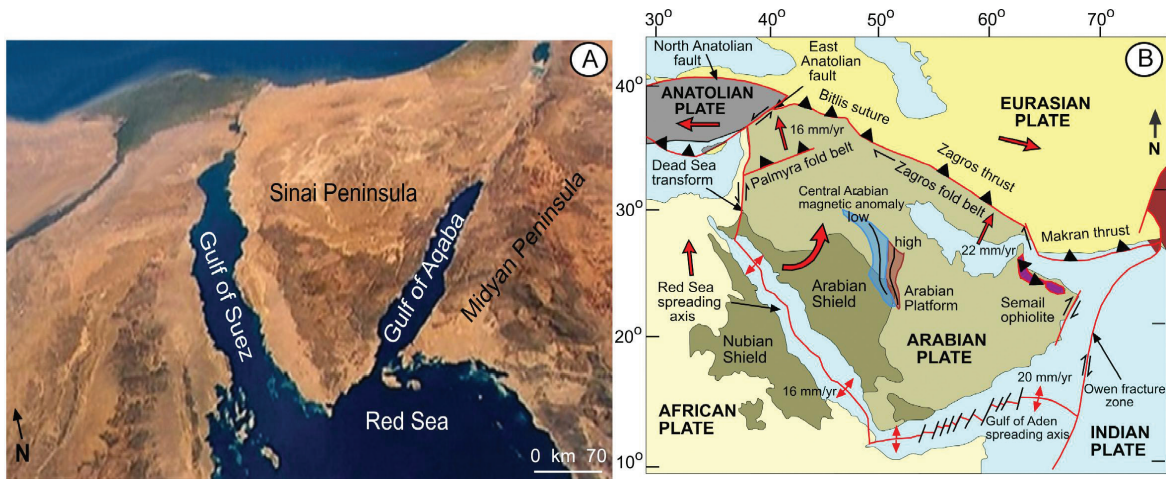 A
Sinai Peninsula
Gulf of Suez
Gulf of Aqaba
Midyan Peninsula
Red Sea
N
0 km 70
30° 40° 50° 60° 70°
B
North Anatolian
fault
East
Anatolian
fault
40°
ANATOLIAN
PLATE
Bitlis suture
EURASIAN
PLATE
N
16 mm/yr
Dead Sea
transform
Palmyra fold belt
Zagros thrust
Zagros fold belt
Central Arabian
magnetic anomaly
low
30°
high
22 mm/yr
Makran thrust
Red Sea
spreading
axis
Arabian
Shield
Arabian
Platform
Semail
ophiolite
20°
Nubian
Shield
ARABIAN
PLATE
16 mm/yr
20 mm/yr
Owen fracture
zone
AFRICAN
PLATE
Gulf of Aden
spreading axis
INDIAN
PLATE
10°